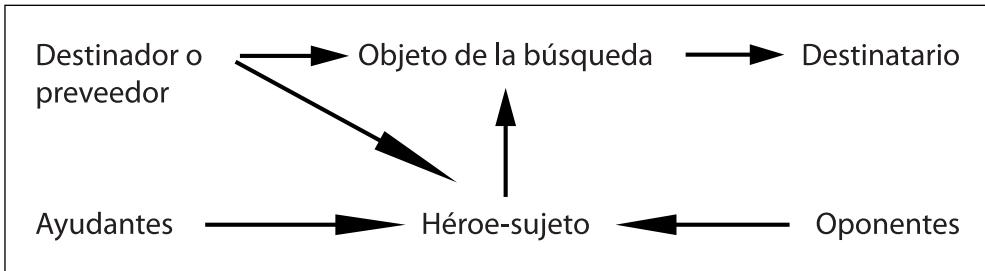 Destinador o Objeto de la búsqueda Destinatario
preveedor
Ayudantes Héroe-sujeto Oponentes